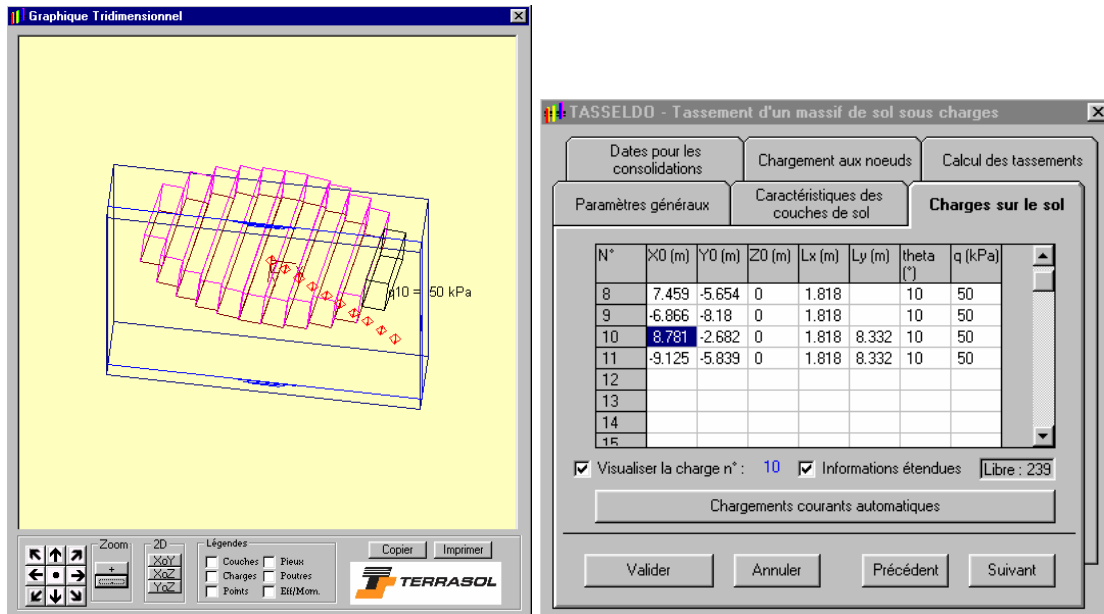 Graphique Tridimensionnel
q10 = 50 kPa
Zoom
+
-
2D
XoY
XoZ
YoZ
Légendes
Couches Pieux
Charges Poutres
Points Eff/Mom.
Copier Imprimer
TERRASOL
TASSELDO - Tassement d'un massif de sol sous charges
Dates pour les consolidations Chargement aux noeuds Calcul des tassements
Paramètres généraux Caractéristiques des couches de sol Charges sur le sol
N° X0 (m) Y0 (m) Z0 (m) Lx (m) Ly (m) theta (°) q (kPa)
8 7.459 -5.654 0 1.818 10 50
9 -6.866 -8.18 0 1.818 10 50
10 8.781 -2.682 0 1.818 8.332 10 50
11 -9.125 -5.839 0 1.818 8.332 10 50
12
13
14
15
Visualiser la charge n° : 10 Informations étendues Libre : 239
Chargements courants automatiques
Valider Annuler Précédent Suivant